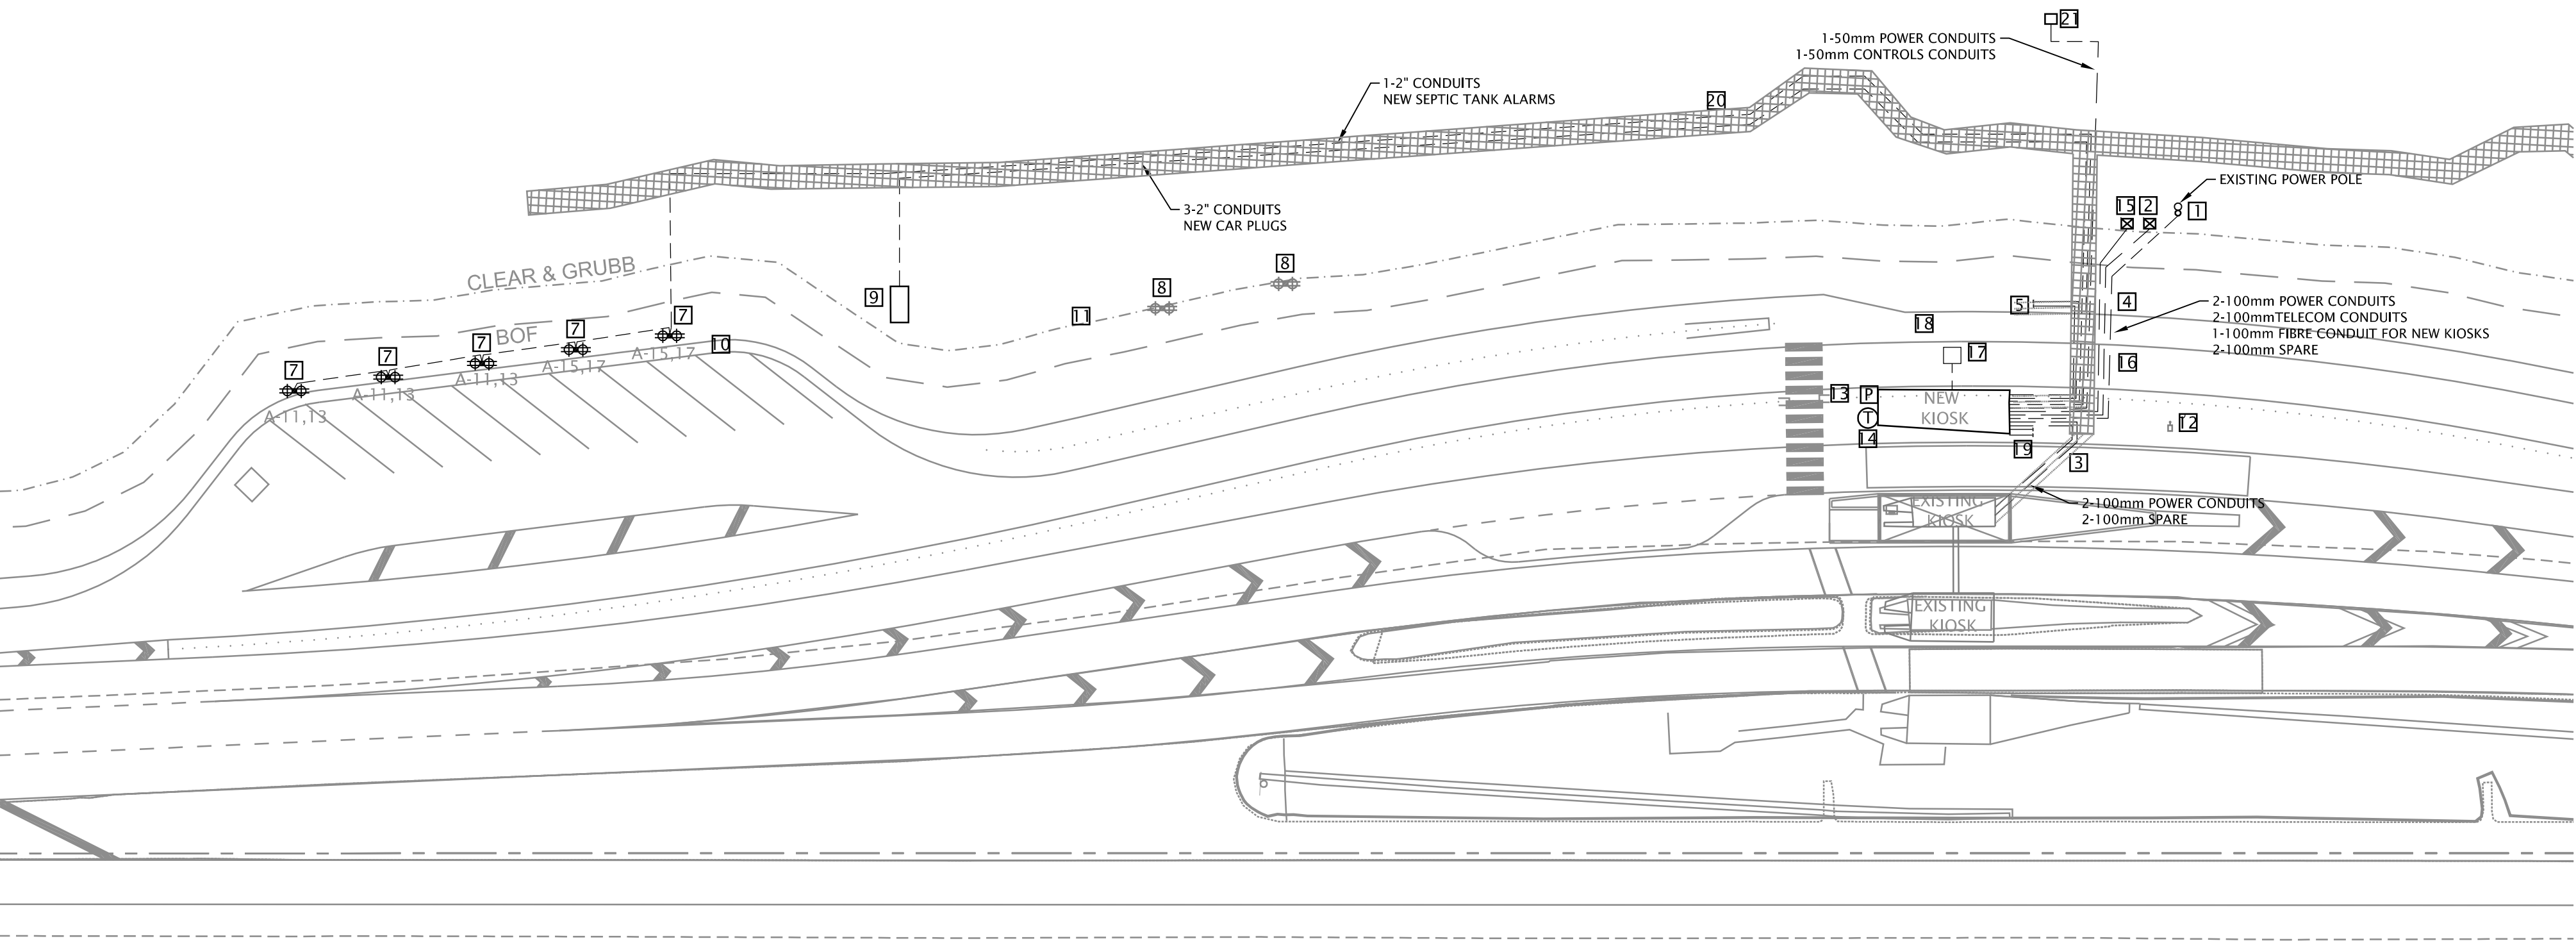 21
1-50mm POWER CONDUITS
1-50mm CONTROLS CONDUITS
1-2" CONDUITS
NEW SEPTIC TANK ALARMS
20
EXISTING POWER POLE
15 2 1
3-2" CONDUITS
NEW CAR PLUGS
CLEAR & GRUBB
8
8
9
11
5
4
2-100mm POWER CONDUITS
2-100mmTELECOM CONDUITS
1-100mm FIBRE CONDUIT FOR NEW KIOSKS
2-100mm SPARE
18
BOF
7
7
7
7
7
10
A-15,17
A-15,17
A-11,13
A-11,13
A-11,13
17
16
13 P
NEW
KIOSK
T
14
12
19
3
2-100mm POWER CONDUITS
2-100mm SPARE
EXISTING
KIOSK
EXISTING
KIOSK